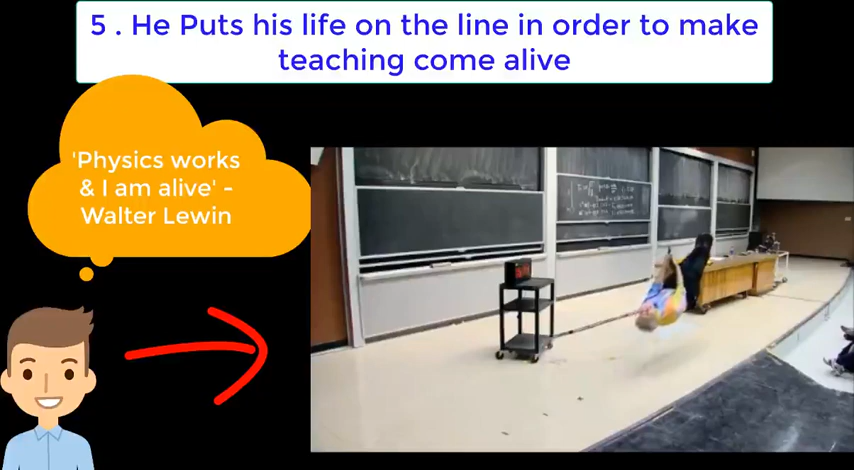 5 . He Puts his life on the line in order to make
teaching come alive
'Physics works
& I am alive' -
Walter Lewin